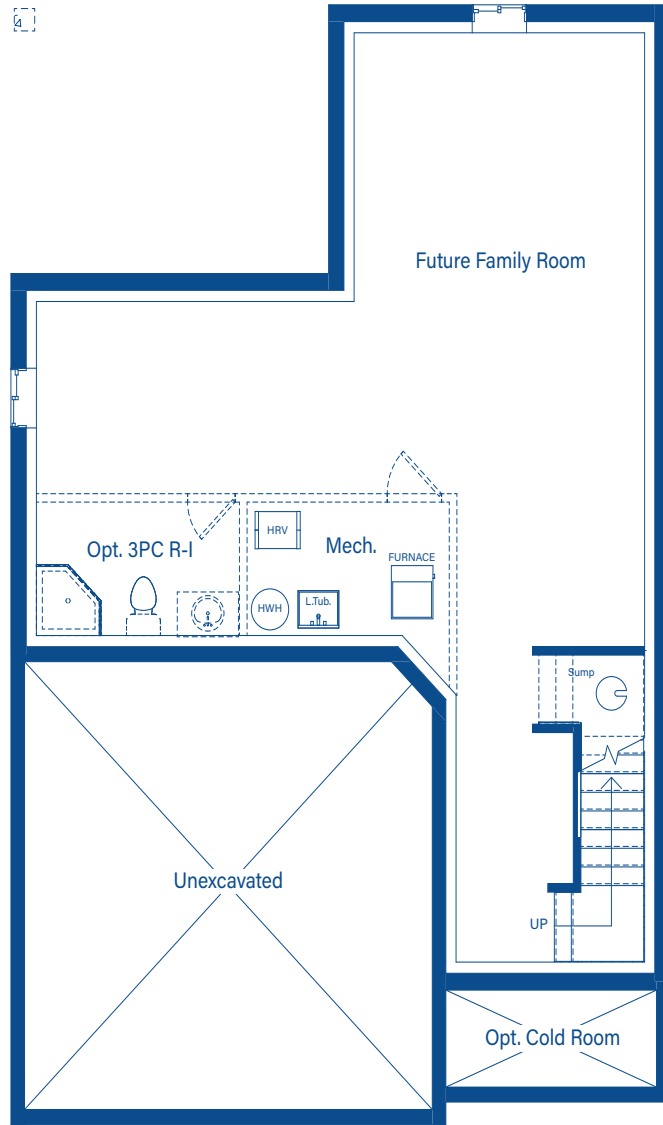 Future Family Room
Opt. 3PC R-I
HRV
Mech.
FURNACE
HWH
L.Tub.
Sump
Unexcavated
UP
Opt. Cold Room